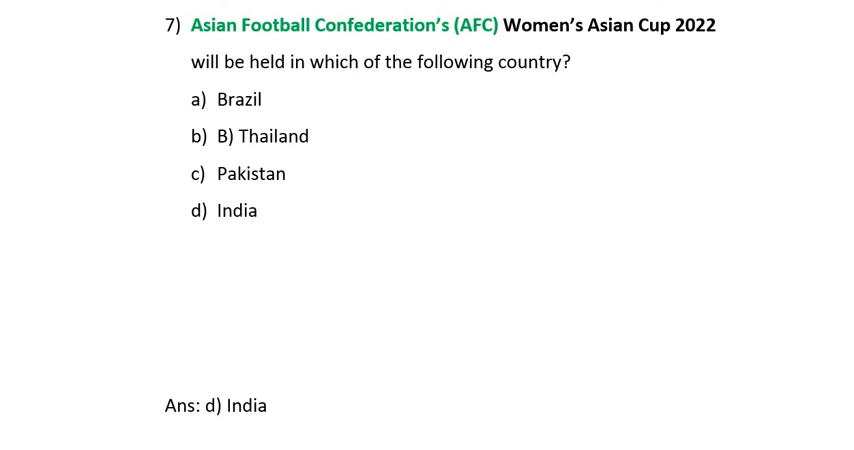 7) Asian Football Confederation’s (AFC) Women’s Asian Cup 2022
will be held in which of the following country?
a) Brazil
b) B) Thailand
c) Pakistan
d) India
Ans: d) India